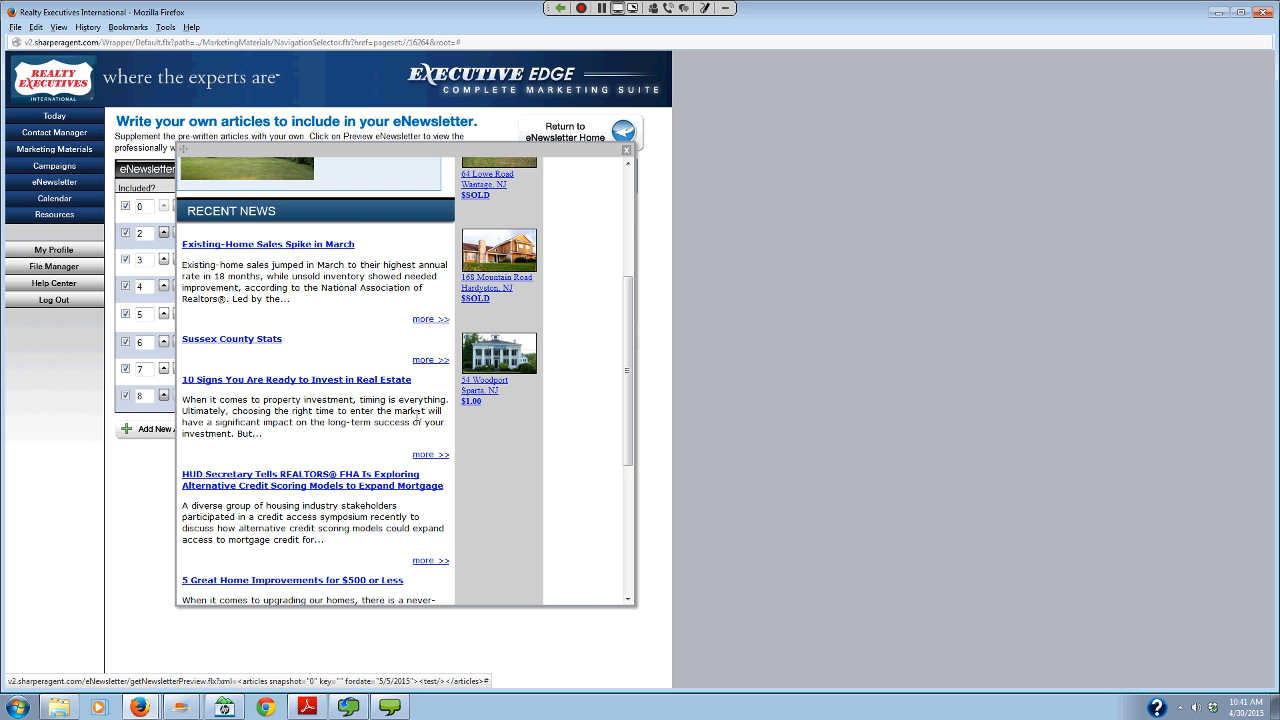 Realty Executives International - Mozilla Firefox
File Edit View History Bookmarks Tools Help
v2.sharperagent.com/Wrapper/Default.flx?path=../MarketingMaterials/NavigationSelector.flx?href=pageset://16264&root=#
REALTY EXECUTIVES INTERNATIONAL
where the experts are~
EXECUTIVE EDGE
COMPLETE MARKETING SUITE
Today
Contact Manager
Marketing Materials
Campaigns
eNewsletter
Calendar
Resources
My Profile
File Manager
Help Center
Log Out
Write your own articles to include in your eNewsletter.
Supplement the pre-written articles with your own. Click on Preview eNewsletter to view the
professionally w
Return to
eNewsletter Home
eNewsletter
Included?
0
2
3
4
5
6
7
8
Add New A
RECENT NEWS
Existing-Home Sales Spike in March
Existing-home sales jumped in March to their highest annual
rate in 18 months, while unsold inventory showed needed
improvement, according to the National Association of
Realtors®. Led by the...
more >>
Sussex County Stats
more >>
10 Signs You Are Ready to Invest in Real Estate
When it comes to property investment, timing is everything.
Ultimately, choosing the right time to enter the market will
have a significant impact on the long-term success of your
investment. But...
more >>
HUD Secretary Tells REALTORS® FHA Is Exploring
Alternative Credit Scoring Models to Expand Mortgage
A diverse group of housing industry stakeholders
participated in a credit access symposium recently to
discuss how alternative credit scoring models could expand
access to mortgage credit for...
more >>
5 Great Home Improvements for $500 or Less
When it comes to upgrading our homes, there is a never-
64 Lowe Road
Wantage, NJ
$SOLD
168 Mountain Road
Hardyston, NJ
$SOLD
54 Woodport
Sparta, NJ
$1.00
v2.sharperagent.com/eNewsletter/getNewsletterPreview.flx?xml=<articles snapshot="0" key="" fordate="5/5/2015"><test/></articles>#
10:41 AM
4/30/2015